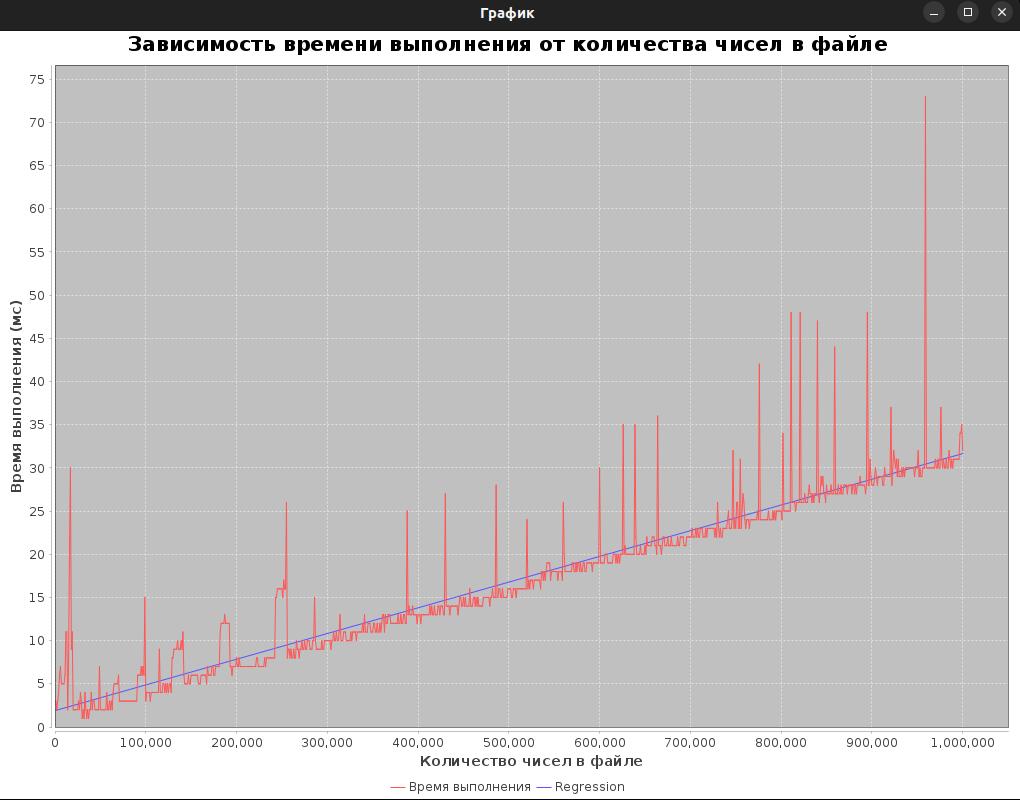 График
Зависимость времени выполнения от количества чисел в файле
Время выполнения (мс)
75
70
65
60
55
50
45
40
35
30
25
20
15
10
5
0
0 100,000 200,000 300,000 400,000 500,000 600,000 700,000 800,000 900,000 1,000,000
Количество чисел в файле
Время выполнения Regression